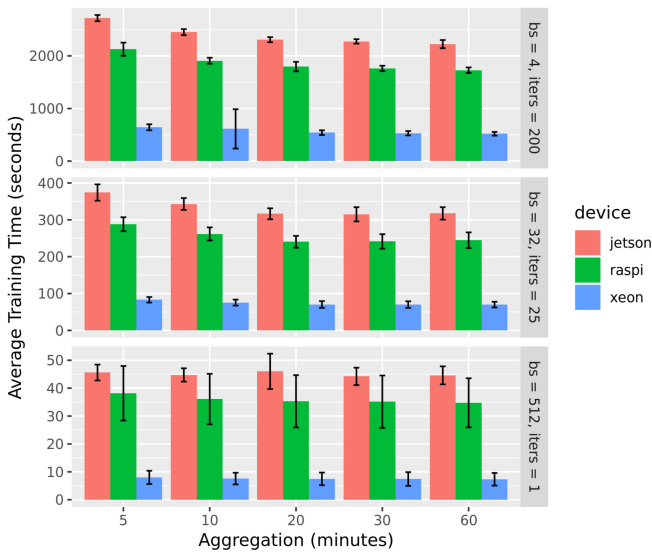 Average Training Time (seconds)
2000
1000
0
bs = 4, iters = 200
400
300
200
100
0
bs = 32, iters = 25
50
40
30
20
10
0
bs = 512, iters = 1
5 10 20 30 60
Aggregation (minutes)
device
jetson
raspi
xeon